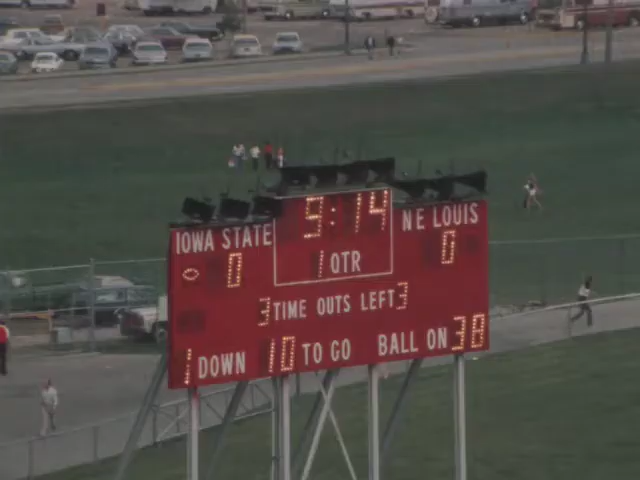 9:14
IOWA STATE NE LOUIS
0 1 QTR 0
3 TIME OUTS LEFT 3
1 DOWN 10 TO GO BALL ON 38